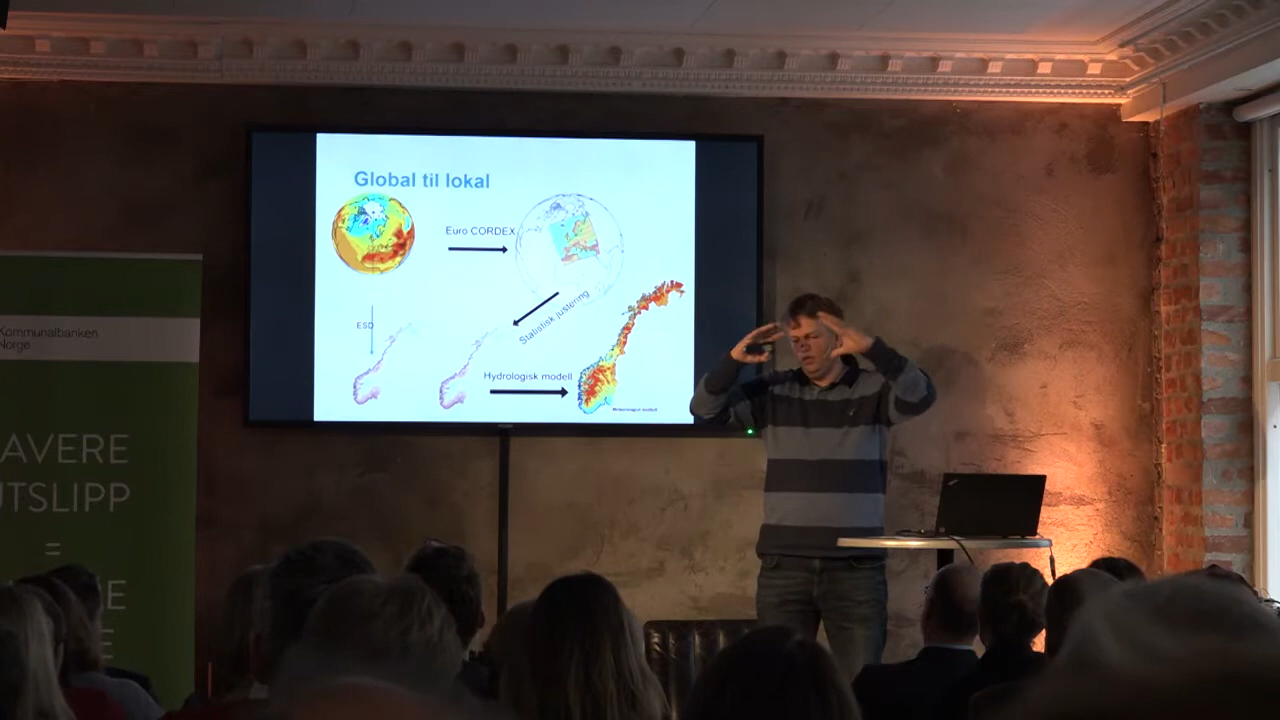 Global til lokal
Euro CORDEX
ESD
Statistisk justering
Hydrologisk modell
Kommunalbanken
Norge
AVERE
UTSLIPP
=
E
E